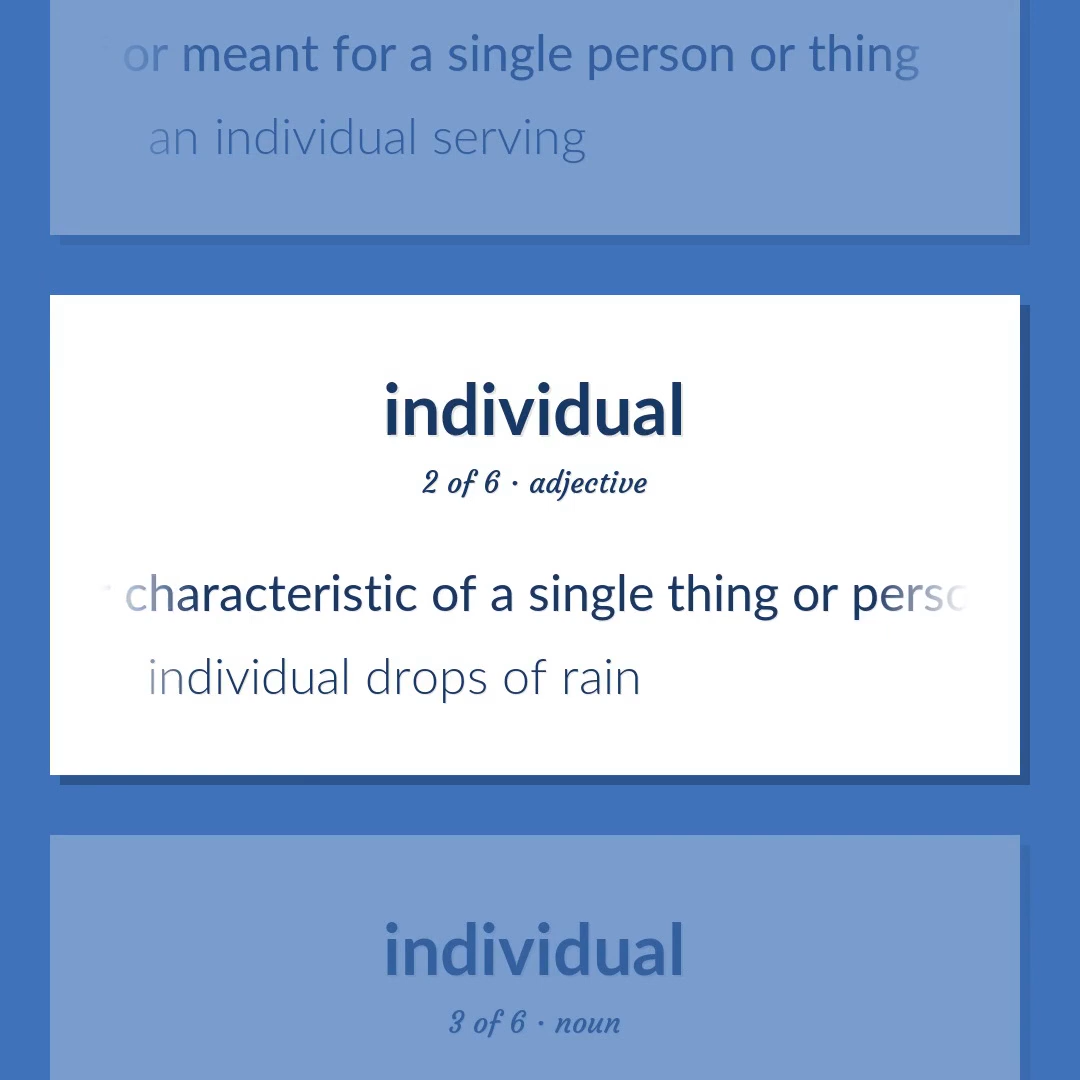 or meant for a single person or thing
an individual serving
individual
2 of 6 · adjective
characteristic of a single thing or
individual drops of rain
individual
3 of 6 · noun